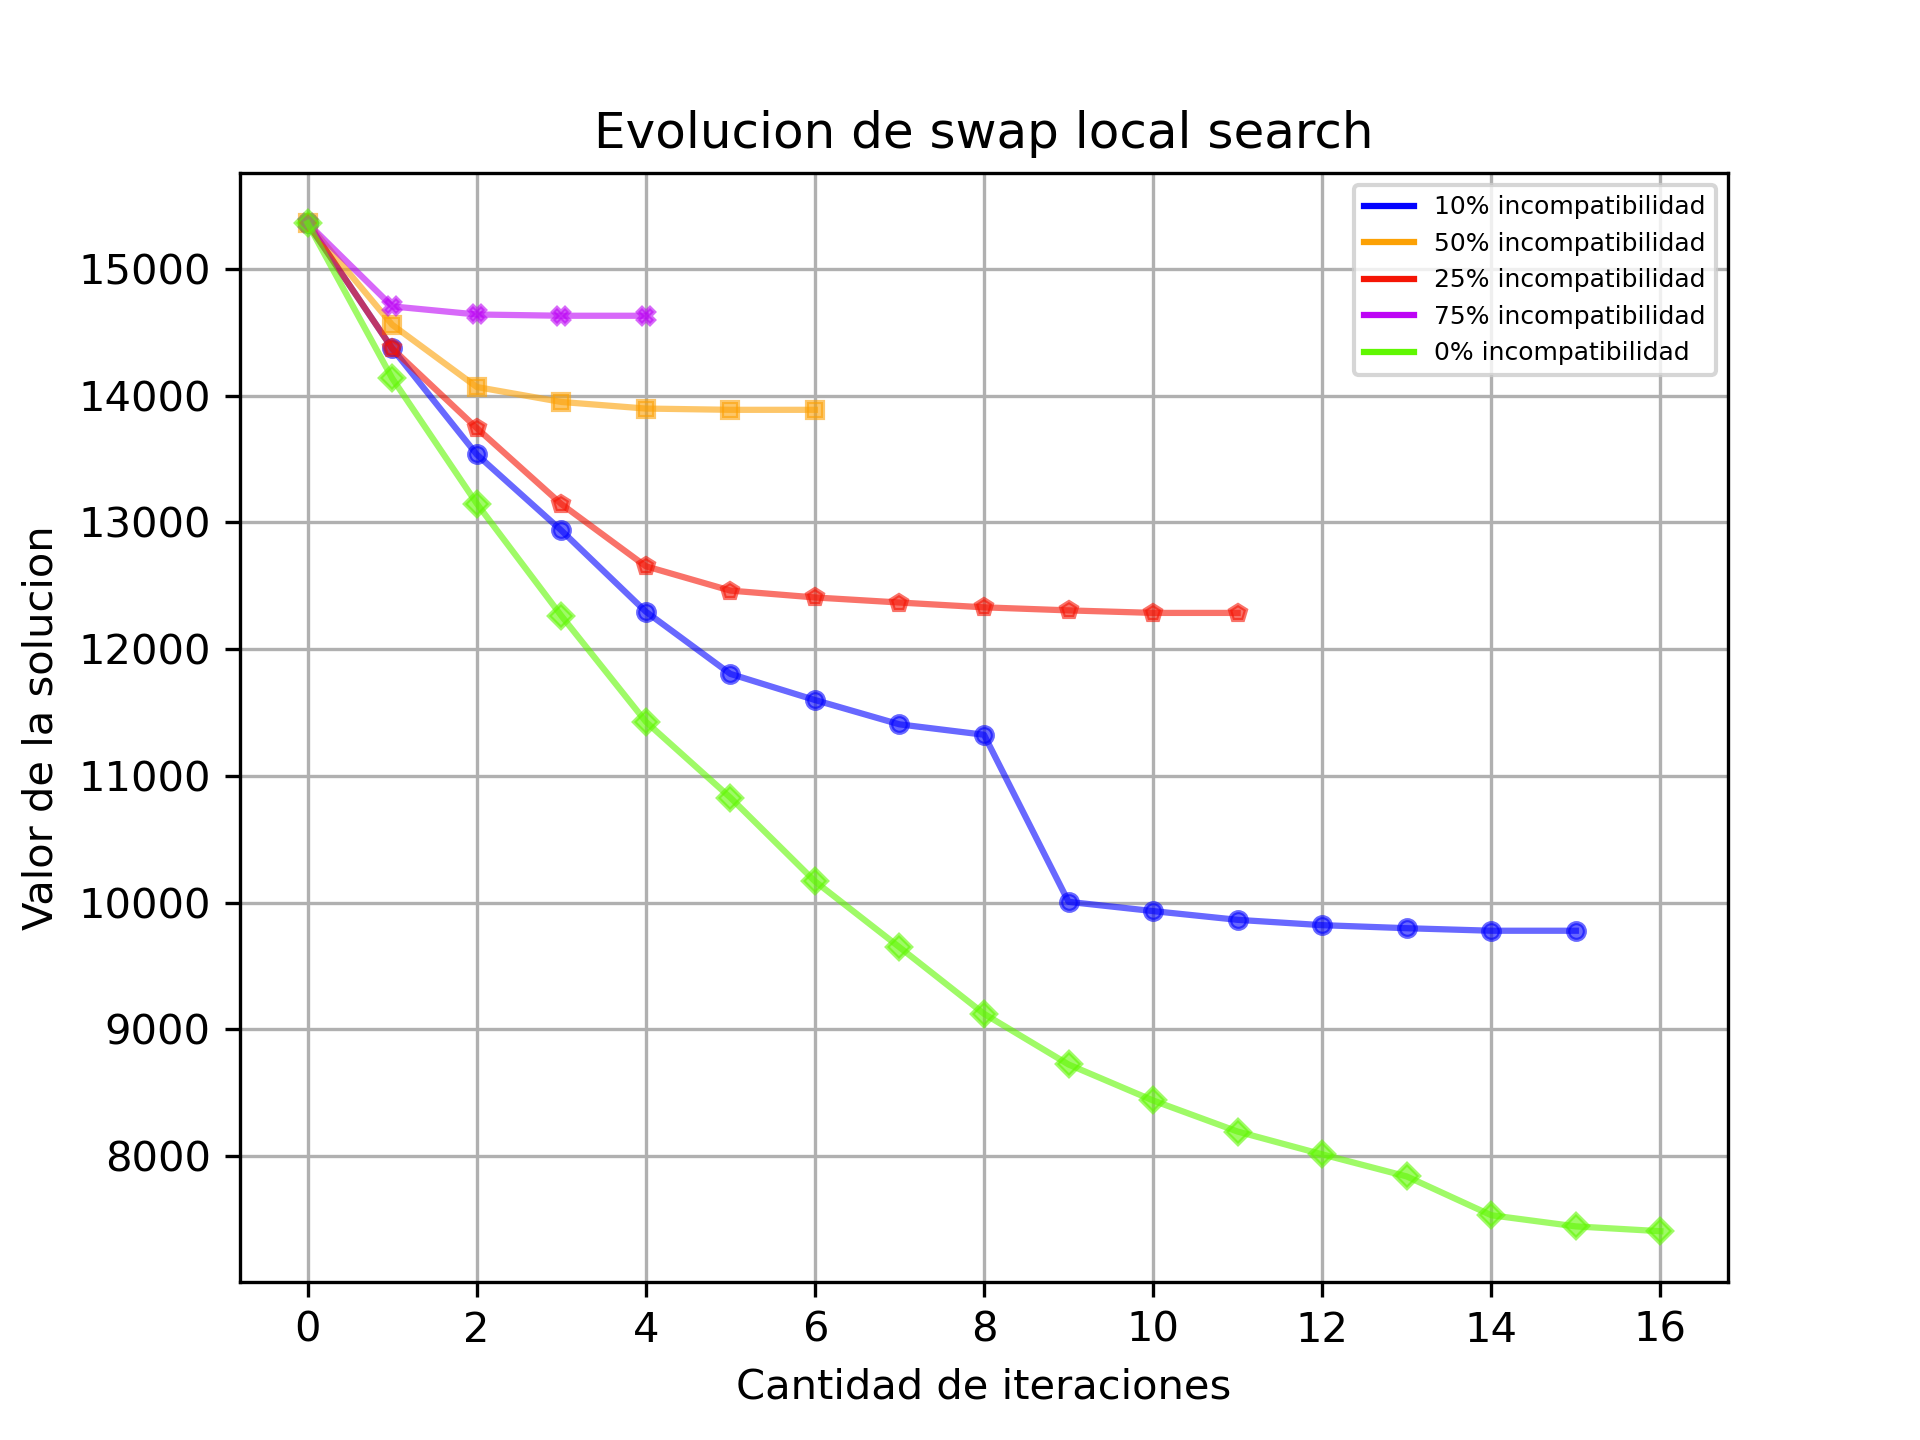 Evolucion de swap local search
10% incompatibilidad
50% incompatibilidad
25% incompatibilidad
75% incompatibilidad
0% incompatibilidad
Valor de la solucion
15000
14000
13000
12000
11000
10000
9000
8000
0 2 4 6 8 10 12 14 16
Cantidad de iteraciones